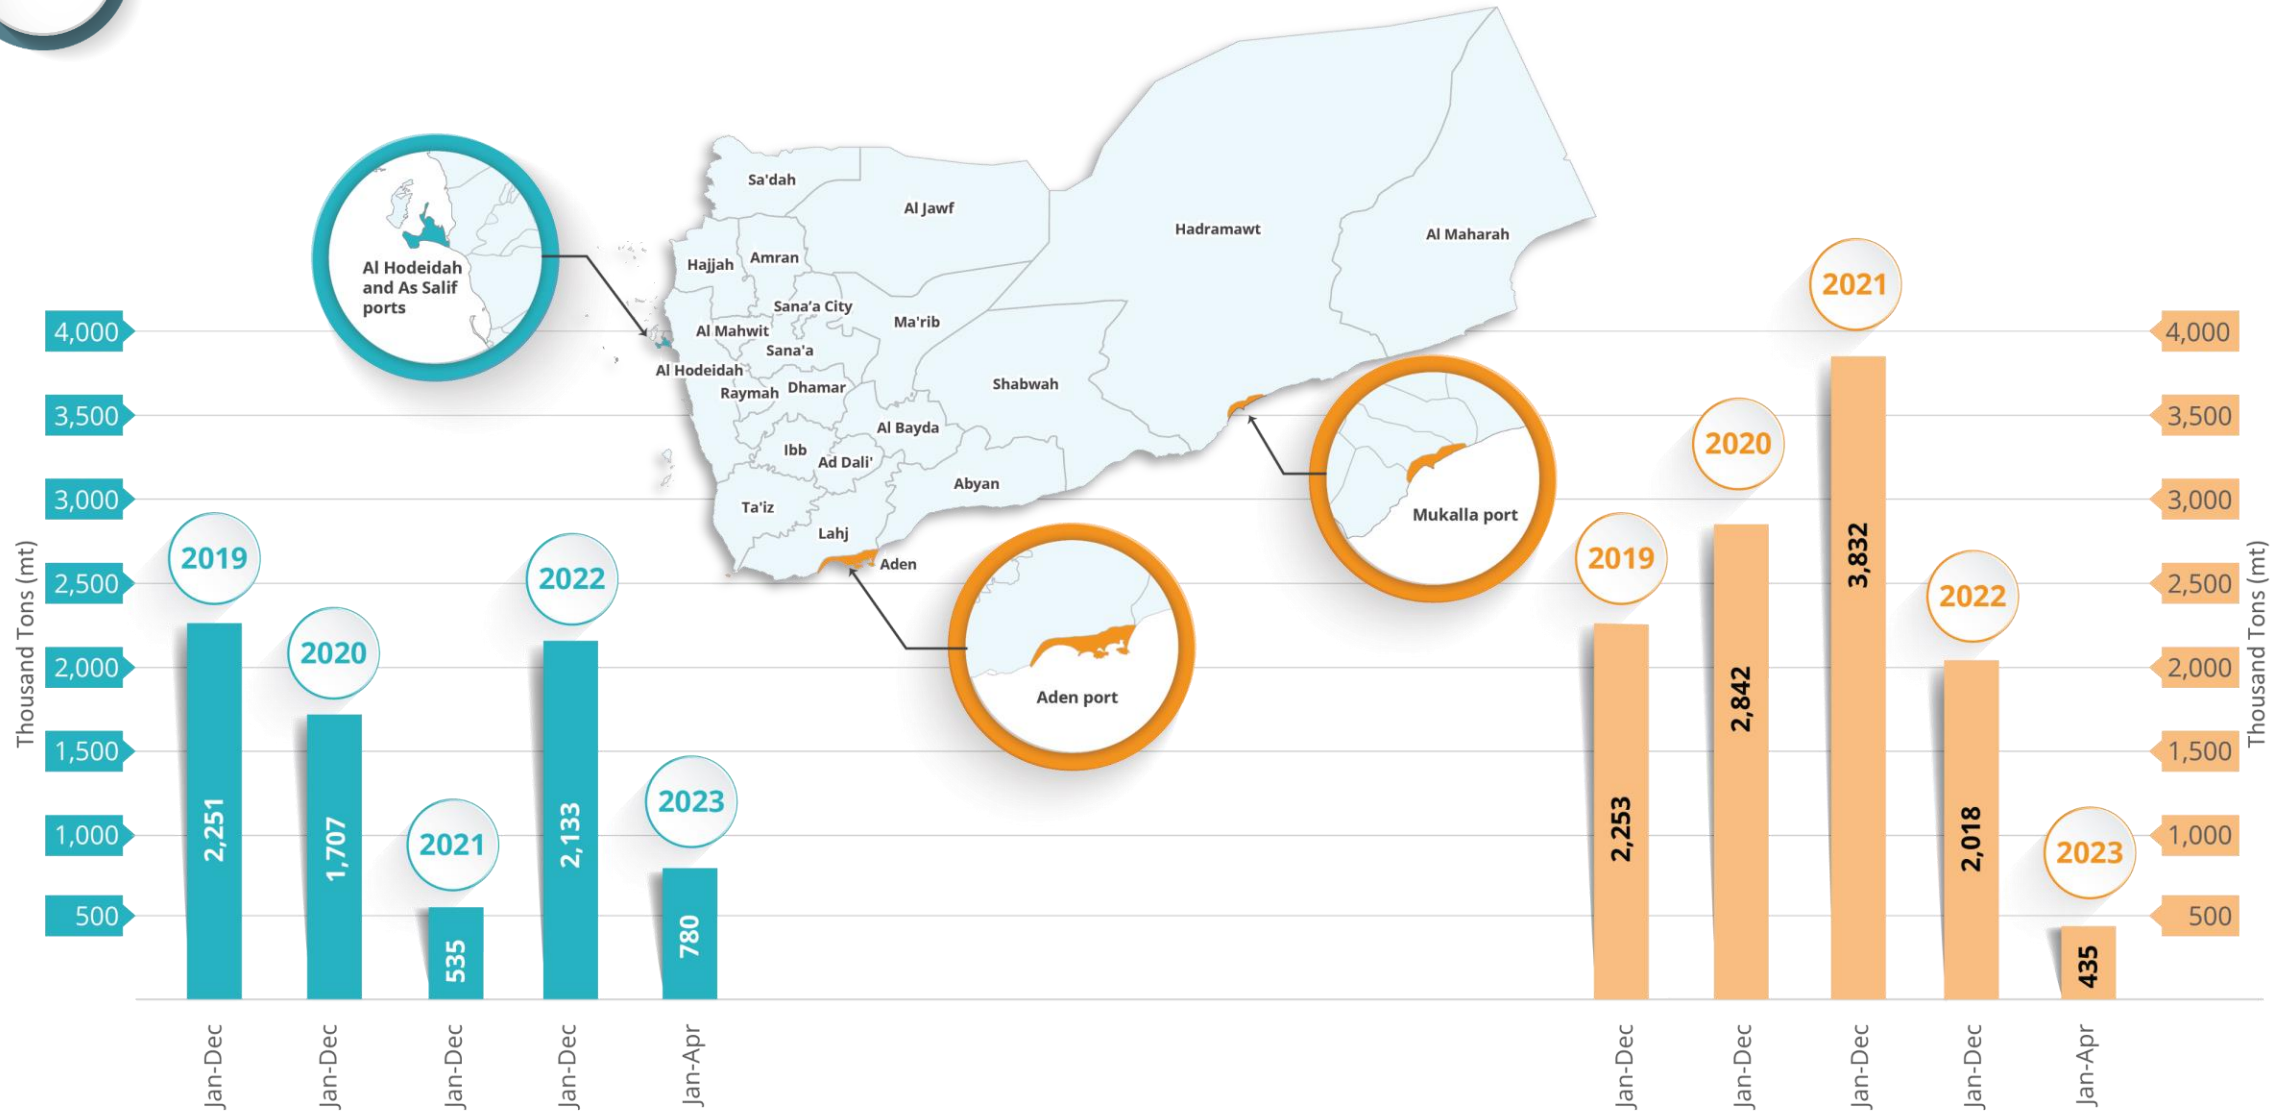 Sa'dah
Al Jawf
Hadramawt
Al Maharah
Hajjah
Amran
Sana'a City
Al Mahwit
Ma'rib
Sana'a
Al Hodeidah
Raymah
Dhamar
Shabwah
Al Bayda
Ibb
Ad Dali'
Abyan
Ta'iz
Lahj
Aden
Al Hodeidah
and As Salif
ports
Mukalla port
Aden port
Thousand Tons (mt)
4,000
3,500
3,000
2,500
2,000
1,500
1,000
500
2019
2020
2021
2022
2023
2,251
1,707
535
2,133
780
Jan-Dec
Jan-Dec
Jan-Dec
Jan-Dec
Jan-Apr
2019
2020
2021
2022
2023
2,253
2,842
3,832
2,018
435
Jan-Dec
Jan-Dec
Jan-Dec
Jan-Dec
Jan-Apr
4,000
3,500
3,000
2,500
2,000
1,500
1,000
500
Thousand Tons (mt)